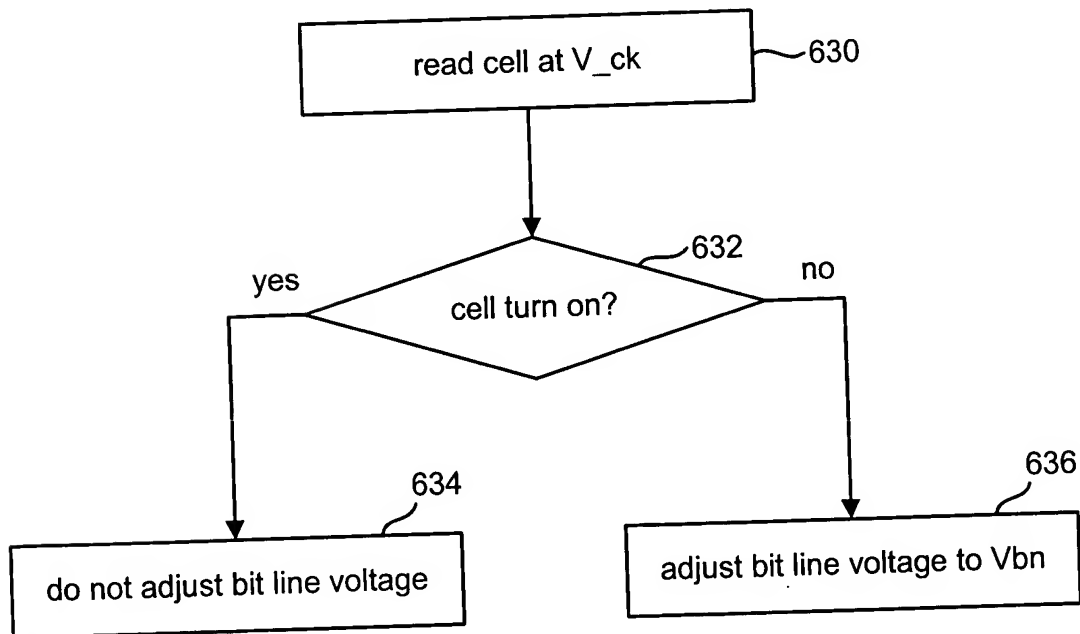 read cell at V_ck
630
632
yes
no
cell turn on?
634
636
do not adjust bit line voltage
adjust bit line voltage to Vbn